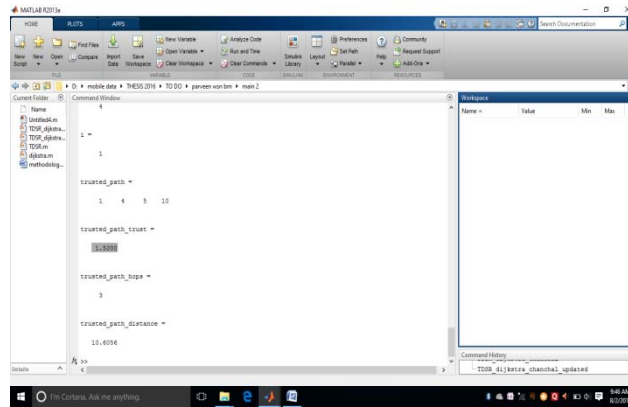 MATLAB R2013a
HOME PLOTS APPS
Search Documentation
New Script
New
Open
Find Files
Compare
Import Data
Save Workspace
New Variable
Open Variable
Clear Workspace
Analyze Code
Run and Time
Clear Commands
Simulink Library
Layout
Preferences
Set Path
Parallel
Help
Community
Request Support
Add-Ons
FILE VARIABLE CODE SIMULINK ENVIRONMENT RESOURCES
D: mobile data THESIS 2016 TO DO parveen wsn bm main 2
Current Folder
Name
Untitled4.m
TDSR_dijkstra...
TDSR_dijkstra...
TDSR.m
dijkstra.m
methodolog...
Details
Command Window
4
i =
1
trusted_path =
1 4 5 10
trusted_path_trust =
1.5000
trusted_path_hops =
3
trusted_path_distance =
10.6056
fx >>
Workspace
Name Value Min Max
Command History
TDSR_dijkstra_chanchal_updated
I'm Cortana. Ask me anything.
9:46 AM